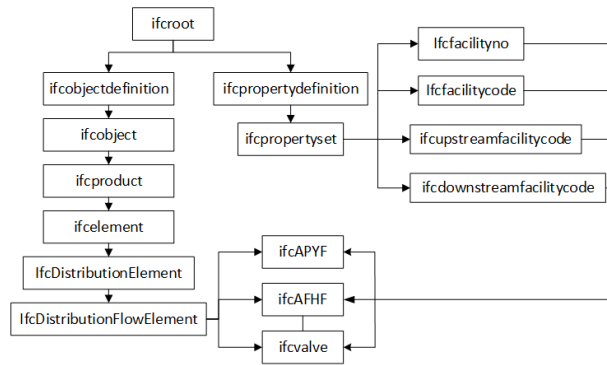 ifcroot
ifcobjectdefinition
ifcpropertydefinition
Ifcfacilityno
ifcobject
ifcpropertyset
Ifcfacilitycode
ifcproduct
ifcupstreamfacilitycode
ifcelement
ifcdownstreamfacilitycode
IfcDistributionElement
ifcAPYF
IfcDistributionFlowElement
ifcAFHF
ifcvalve